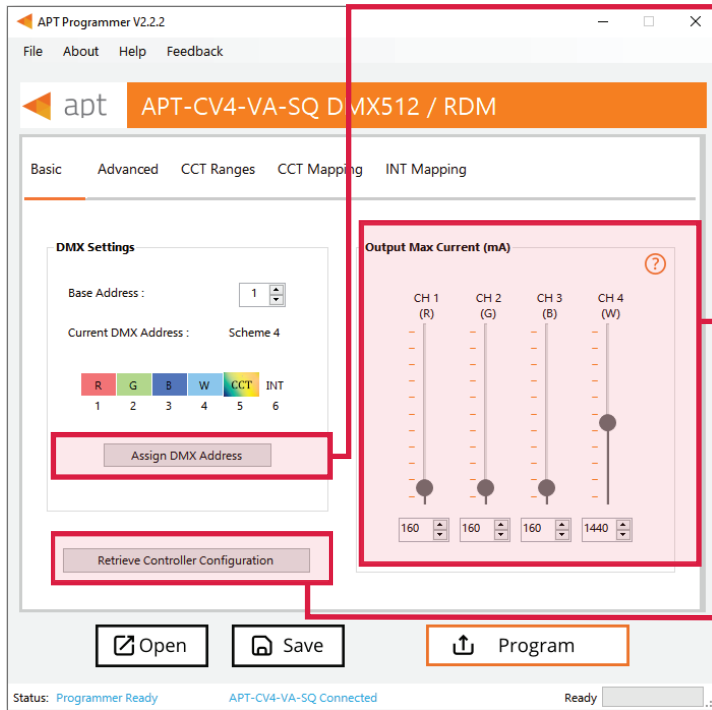 APT Programmer V2.2.2
File About Help Feedback
apt APT-CV4-VA-SQ DMX512 / RDM
Basic Advanced CCT Ranges CCT Mapping INT Mapping
DMX Settings
Base Address : 1
Current DMX Address : Scheme 4
R G B W CCT INT
1 2 3 4 5 6
Assign DMX Address
Retrieve Controller Configuration
Output Max Current (mA)
?
CH 1 CH 2 CH 3 CH 4
(R) (G) (B) (W)
160 160 160 1440
Open Save Program
Status: Programmer Ready APT-CV4-VA-SQ Connected Ready